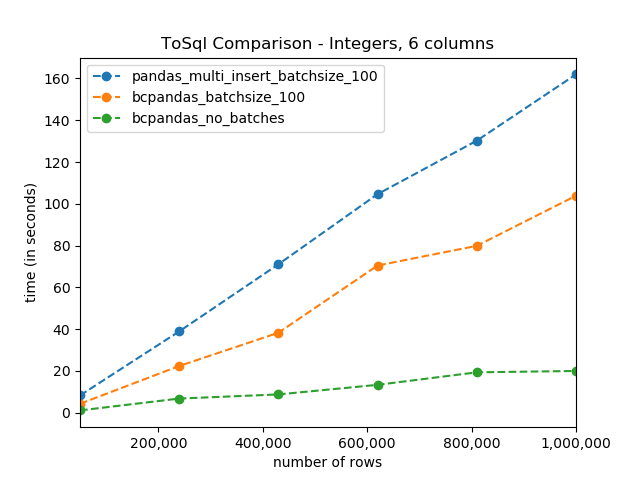 ToSql Comparison - Integers, 6 columns
pandas_multi_insert_batchsize_100
bcpandas_batchsize_100
bcpandas_no_batches
time (in seconds)
160
140
120
100
80
60
40
20
0
200,000
400,000
600,000
800,000
1,000,000
number of rows